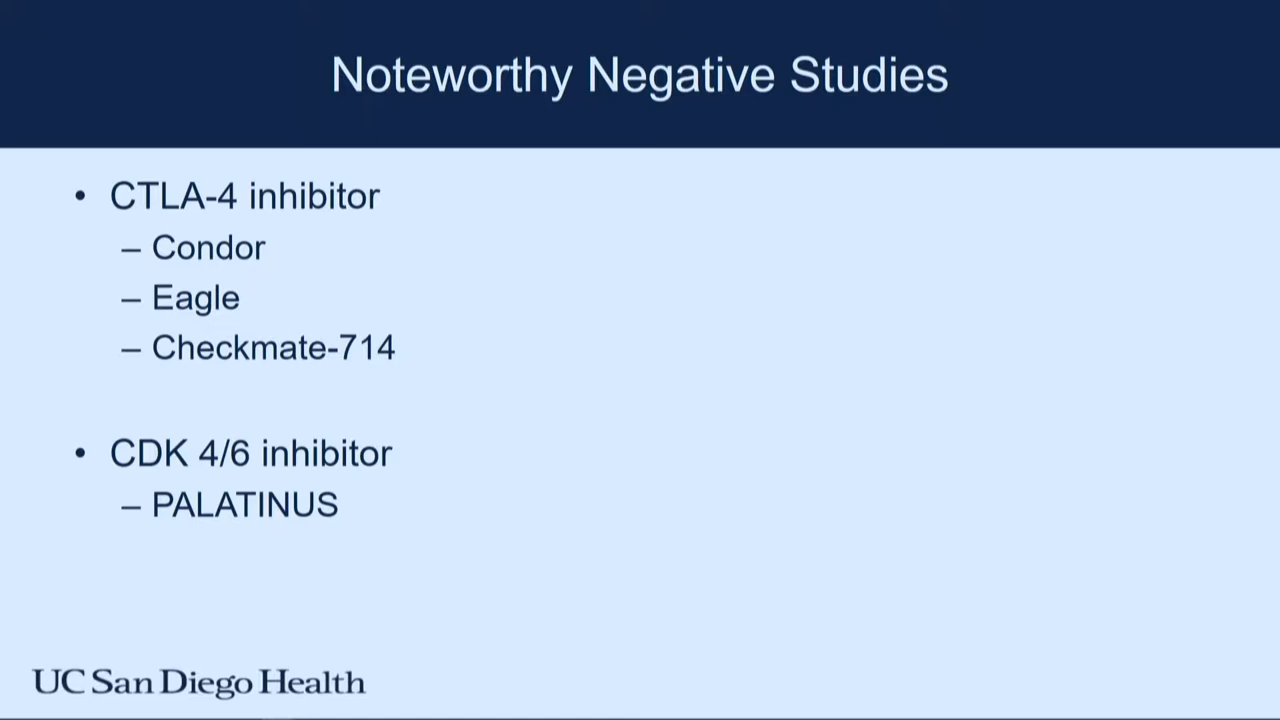 Noteworthy Negative Studies
• CTLA-4 inhibitor
– Condor
– Eagle
– Checkmate-714
• CDK 4/6 inhibitor
– PALATINUS
UC San Diego Health